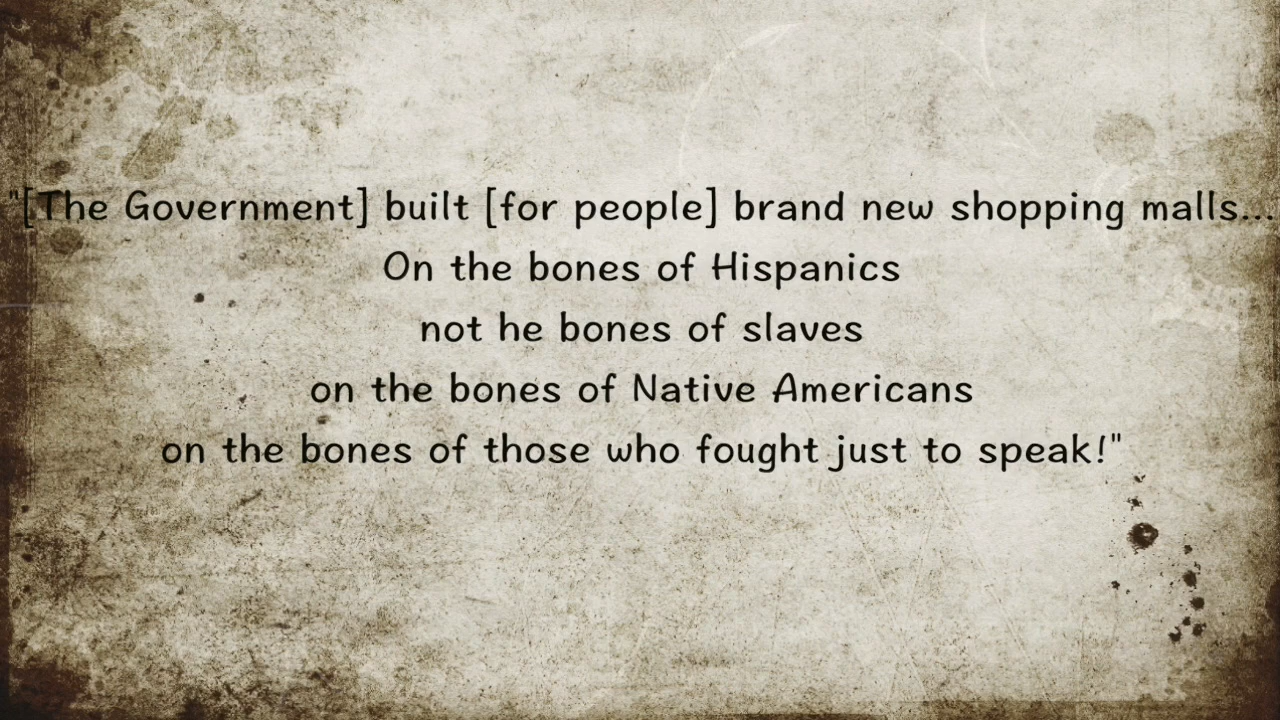 "[The Government] built [for people] brand new shopping malls...
On the bones of Hispanics
not he bones of slaves
on the bones of Native Americans
on the bones of those who fought just to speak!"